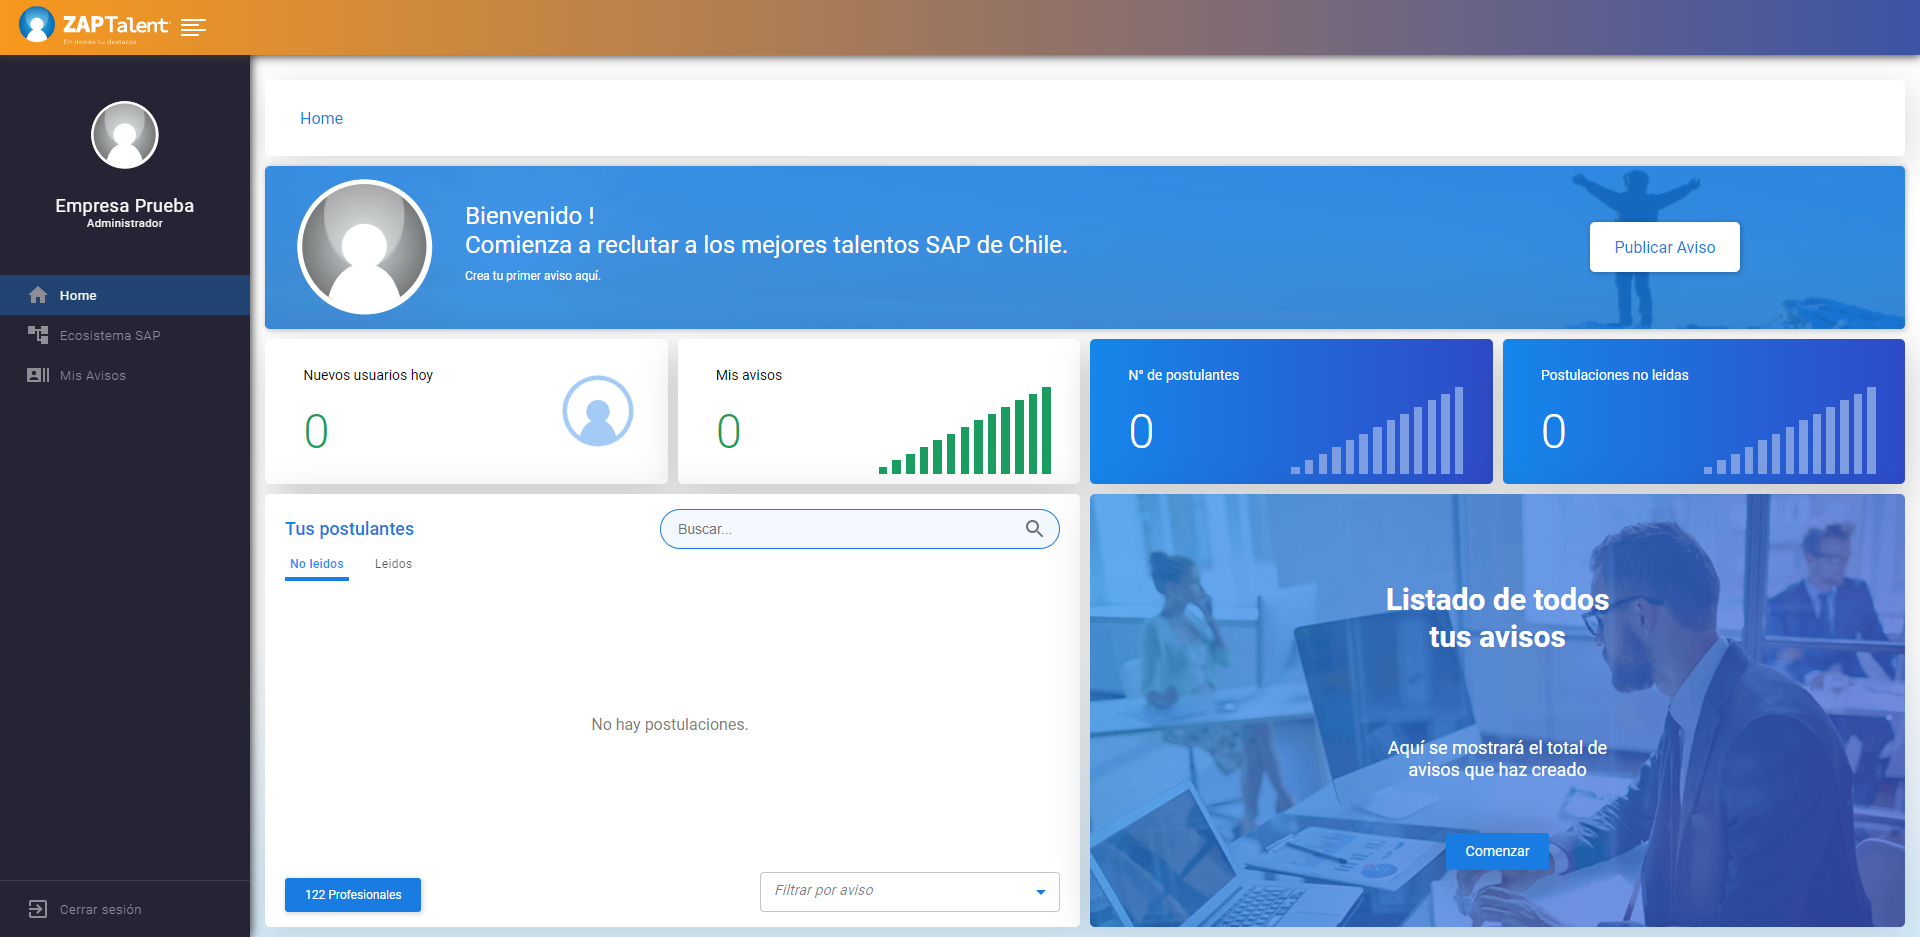 ZAPTalent
En donde tu destacas
Empresa Prueba
Administrador
Home
Ecosistema SAP
Mis Avisos
Cerrar sesión
Home
Bienvenido !
Comienza a reclutar a los mejores talentos SAP de Chile.
Crea tu primer aviso aquí.
Publicar Aviso
Nuevos usuarios hoy
0
Mis avisos
0
N° de postulantes
0
Postulaciones no leidas
0
Tus postulantes
Buscar...
No leidos
Leidos
No hay postulaciones.
122 Profesionales
Filtrar por aviso
Listado de todos
tus avisos
Aquí se mostrará el total de
avisos que haz creado
Comenzar